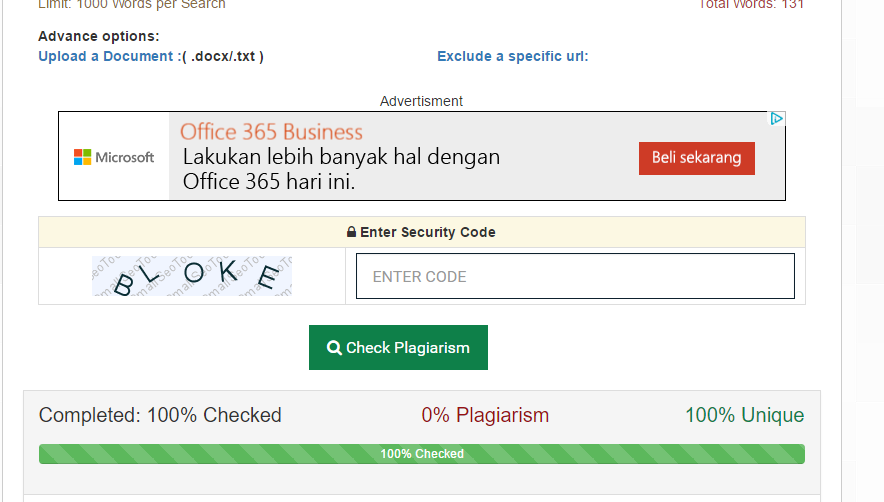 Limit: 1000 Words per Search
Total Words: 131
Advance options:
Upload a Document :( .docx/.txt )
Exclude a specific url:
Advertisment
Microsoft
Office 365 Business
Lakukan lebih banyak hal dengan
Office 365 hari ini.
Beli sekarang
Enter Security Code
BLOKE
ENTER CODE
Check Plagiarism
Completed: 100% Checked
0% Plagiarism
100% Unique
100% Checked